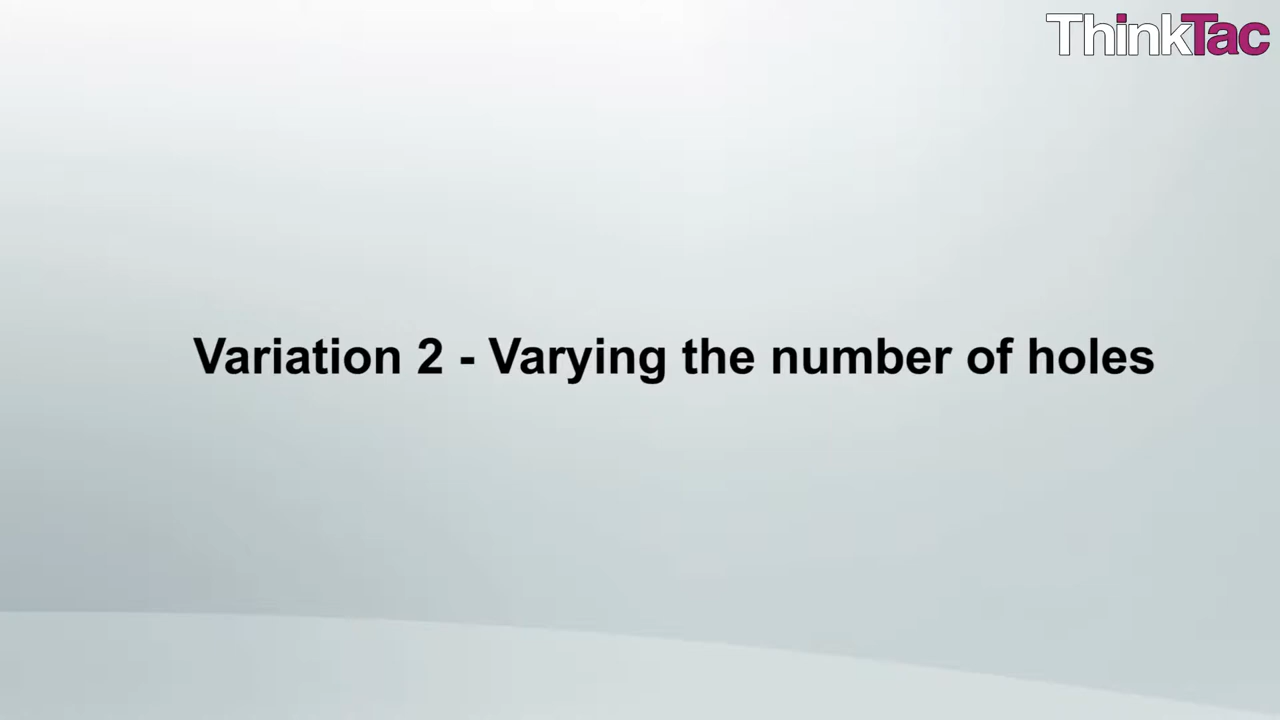 ThinkTac
Variation 2 - Varying the number of holes